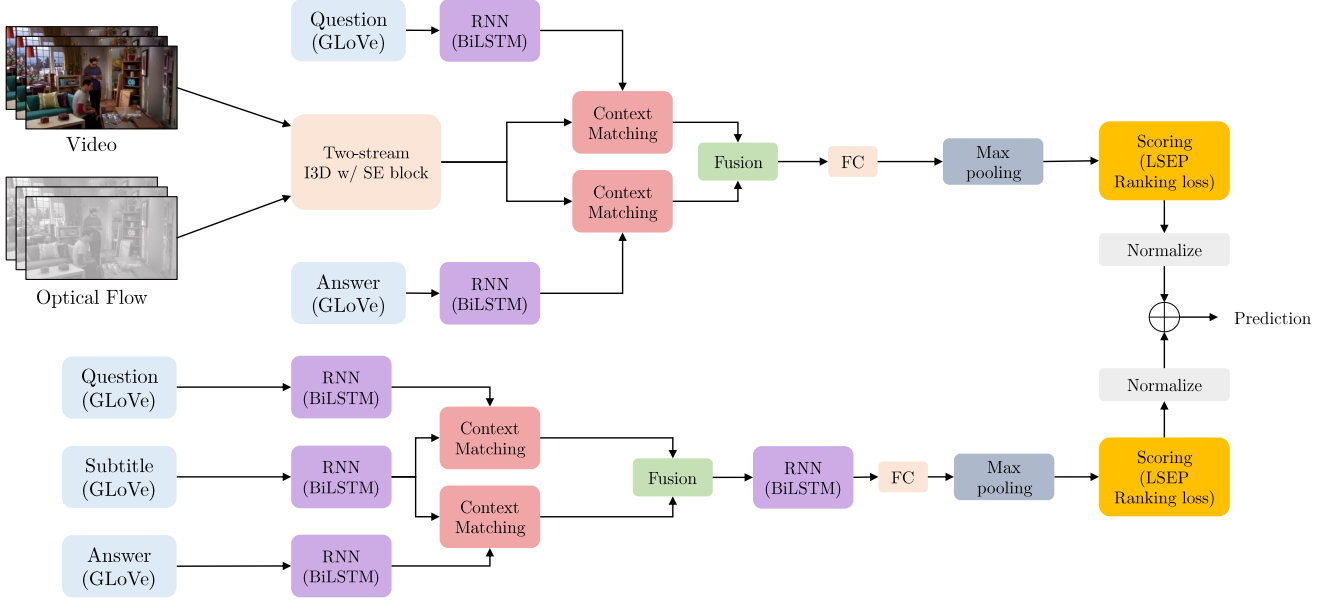 Question
(GLoVe)
RNN
(BiLSTM)
Video
Two-stream
I3D w/ SE block
Context
Matching
Context
Matching
Fusion
FC
Max
pooling
Scoring
(LSEP
Ranking loss)
Optical Flow
Answer
(GLoVe)
RNN
(BiLSTM)
Normalize
Prediction
Normalize
Question
(GLoVe)
RNN
(BiLSTM)
Subtitle
(GLoVe)
RNN
(BiLSTM)
Answer
(GLoVe)
RNN
(BiLSTM)
Context
Matching
Context
Matching
Fusion
RNN
(BiLSTM)
FC
Max
pooling
Scoring
(LSEP
Ranking loss)